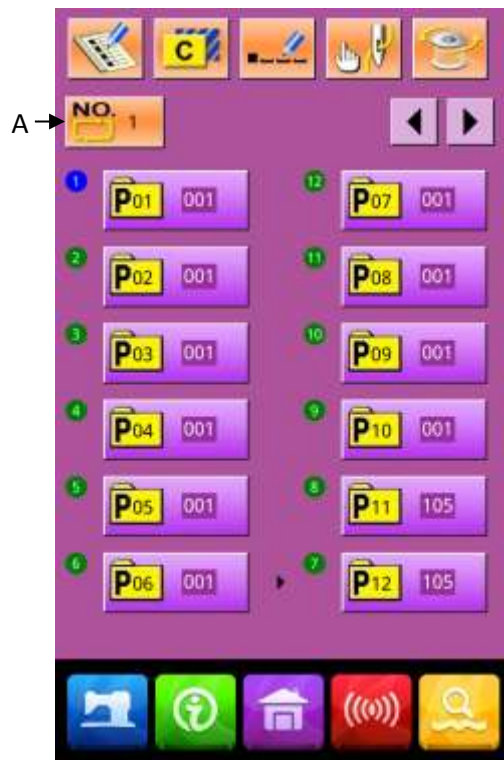 C
A
NO. 1
1 P01 001 12 P07 001
2 P02 001 11 P08 001
3 P03 001 10 P09 001
4 P04 001 9 P10 001
5 P05 001 8 P11 105
6 P06 001 7 P12 105